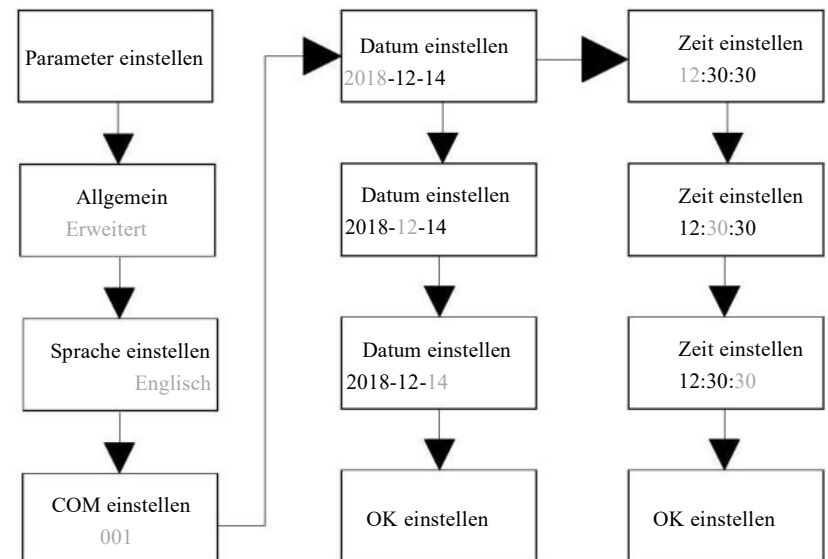 Parameter einstellen
Allgemein
Erweitert
Sprache einstellen
Englisch
COM einstellen
001
Datum einstellen
2018-12-14
Datum einstellen
2018-12-14
Datum einstellen
2018-12-14
OK einstellen
Zeit einstellen
12:30:30
Zeit einstellen
12:30:30
Zeit einstellen
12:30:30
OK einstellen